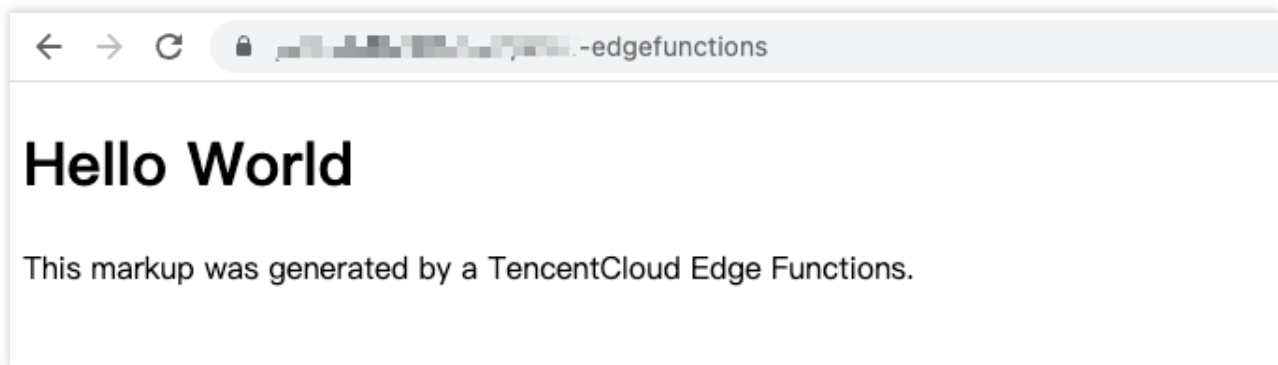 -edgefunctions
Hello World
This markup was generated by a TencentCloud Edge Functions.